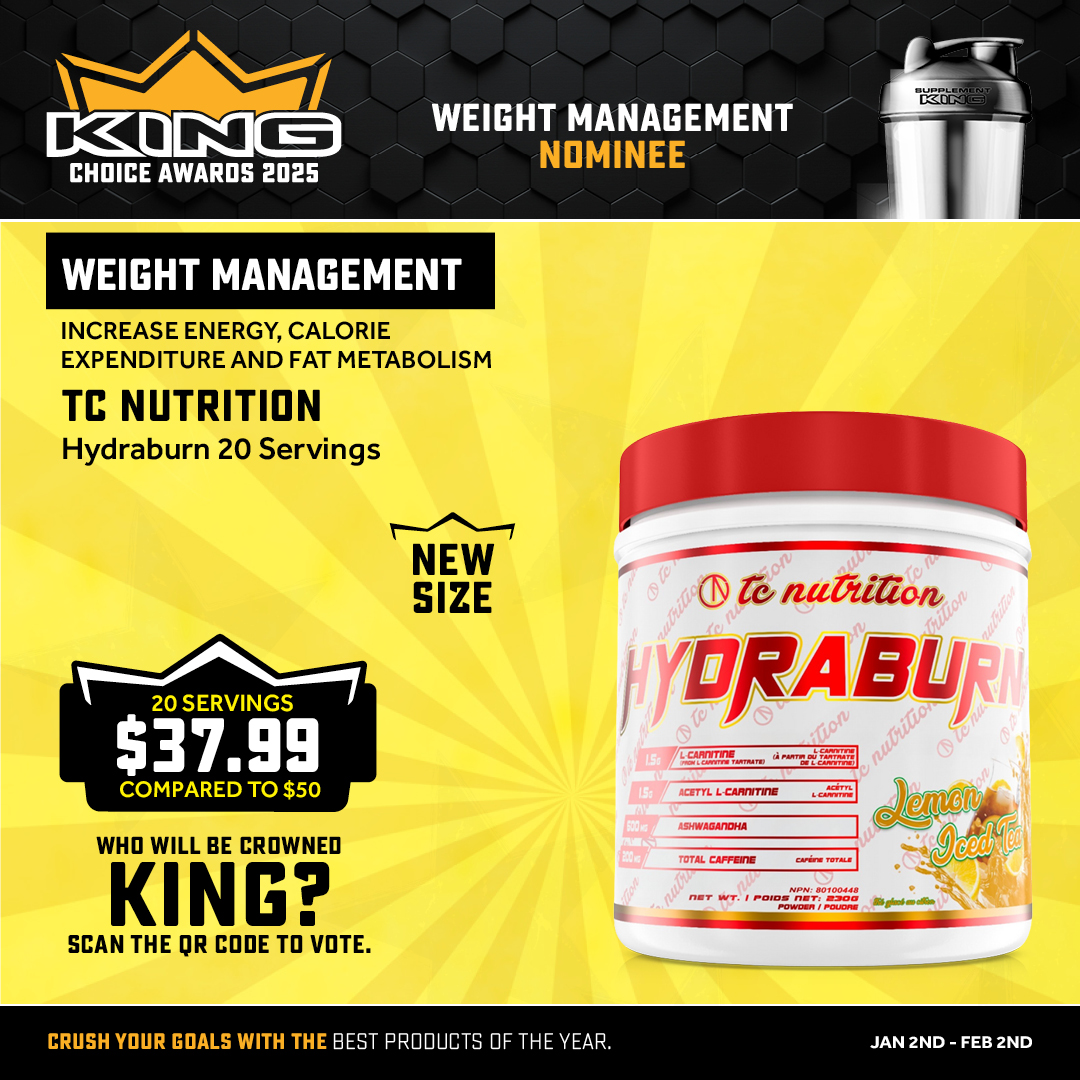 KING
CHOICE AWARDS 2025
WEIGHT MANAGEMENT
NOMINEE
SUPPLEMENT
KING
WEIGHT MANAGEMENT
INCREASE ENERGY, CALORIE
EXPENDITURE AND FAT METABOLISM
TC NUTRITION
Hydraburn 20 Servings
NEW
SIZE
20 SERVINGS
$37.99
COMPARED TO $50
WHO WILL BE CROWNED
KING?
SCAN THE QR CODE TO VOTE.
tc nutrition
HYDRABURN
1.5G L-CARNITINE L-CARNITINE
(FROM L CARNITINE TARTRATE) (À PARTIR DU TARTRATE
DE L-CARNITINE)
1.5G ACETYL L-CARNITINE ACÉTYL
L-CARNITINE
ASHWAGANDHA
200 MG TOTAL CAFFEINE CAFÉINE TOTALE
Lemon
Iced Tea
NPN: 80100448
NET WT. | POIDS NET: 230G
POWDER / POUDRE
thé glacé au citron
CRUSH YOUR GOALS WITH THE BEST PRODUCTS OF THE YEAR.
JAN 2ND - FEB 2ND